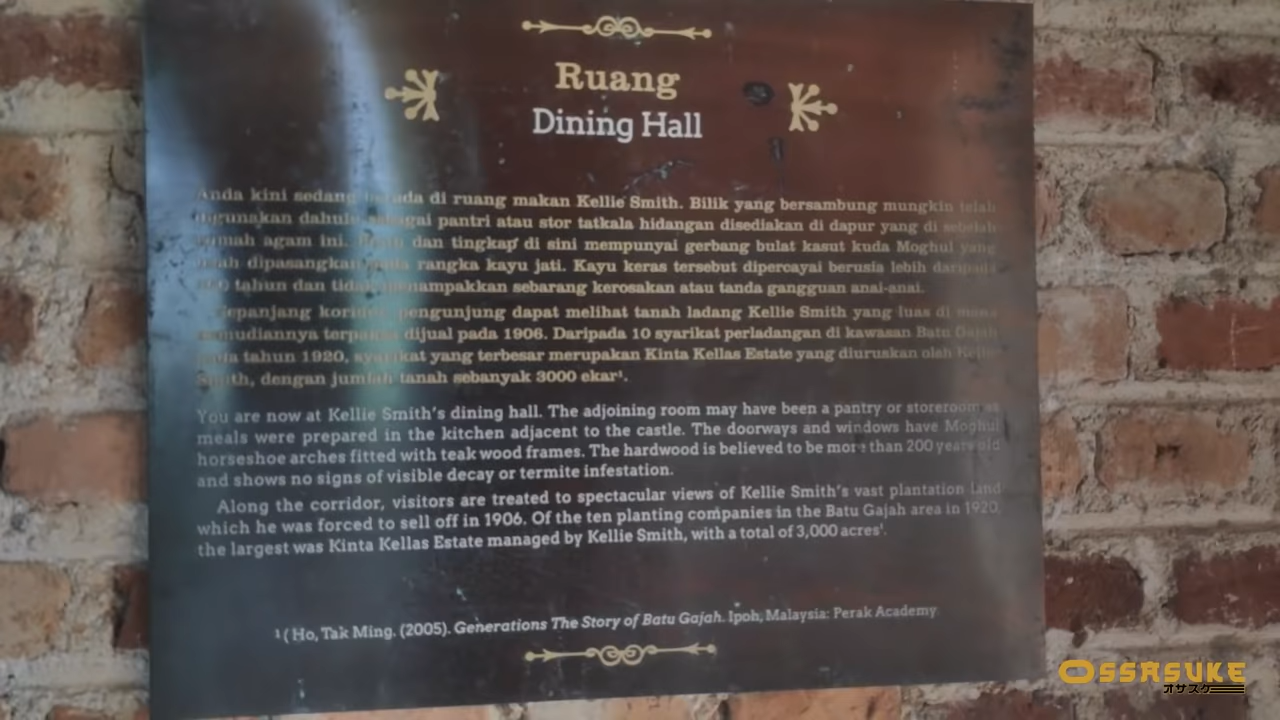 Ruang
Dining Hall
Anda kini sedang berada di ruang makan Kellie Smith. Bilik yang bersambung mungkin telah
digunakan dahulu sebagai pantri atau stor tatkala hidangan disediakan di dapur yang di sebelah
rumah agam ini. dan tingkap di sini mempunyai gerbang bulat kasut kuda Moghul yang
dipasangkan pada rangka kayu jati. Kayu keras tersebut dipercayai berusia lebih daripada
200 tahun dan tidak menampakkan sebarang kerosakan atau tanda gangguan anai-anai.
Sepanjang koridor, pengunjung dapat melihat tanah ladang Kellie Smith yang luas di mana
kemudiannya terpaksa dijual pada 1906. Daripada 10 syarikat perladangan di kawasan Batu Gajah
pada tahun 1920, syarikat yang terbesar merupakan Kinta Kellas Estate yang diuruskan oleh Kellie
Smith, dengan jumlah tanah sebanyak 3000 ekar¹.
You are now at Kellie Smith's dining hall. The adjoining room may have been a pantry or storeroom as
meals were prepared in the kitchen adjacent to the castle. The doorways and windows have Moghul
horseshoe arches fitted with teak wood frames. The hardwood is believed to be more than 200 years old
and shows no signs of visible decay or termite infestation.
Along the corridor, visitors are treated to spectacular views of Kellie Smith's vast plantation land
which he was forced to sell off in 1906. Of the ten planting companies in the Batu Gajah area in 1920,
the largest was Kinta Kellas Estate managed by Kellie Smith, with a total of 3,000 acres¹.
¹ ( Ho, Tak Ming. (2005). Generations The Story of Batu Gajah. Ipoh, Malaysia: Perak Academy
OSSASUKE
オサスケ